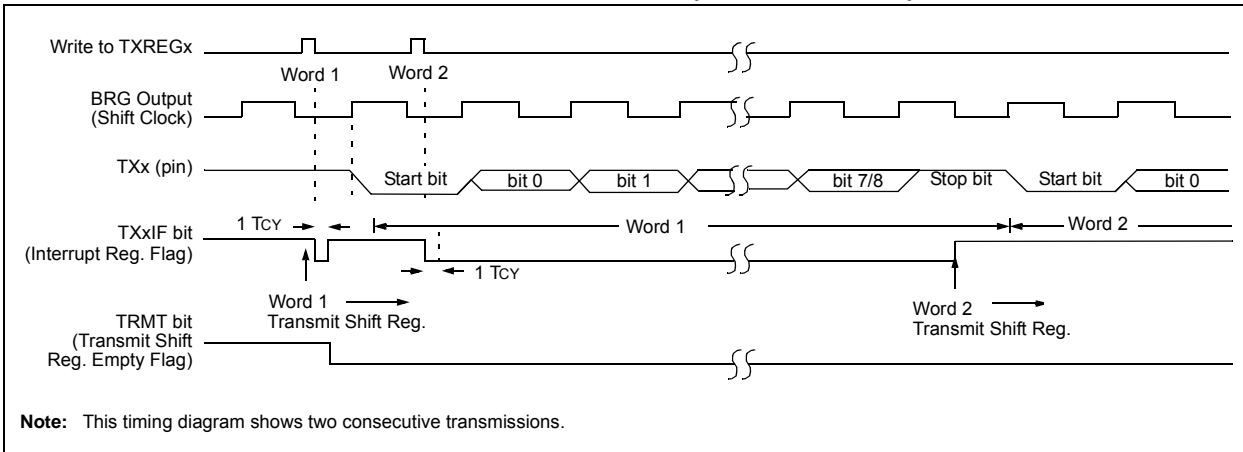 Write to TXREGx
Word 1
Word 2
BRG Output
(Shift Clock)
TXx (pin)
Start bit
bit 0
bit 1
bit 7/8
Stop bit
Start bit
bit 0
1 TCY
Word 1
Word 2
TXxIF bit
(Interrupt Reg. Flag)
1 TCY
Word 1
Transmit Shift Reg.
Word 2
Transmit Shift Reg.
TRMT bit
(Transmit Shift
Reg. Empty Flag)
Note: This timing diagram shows two consecutive transmissions.